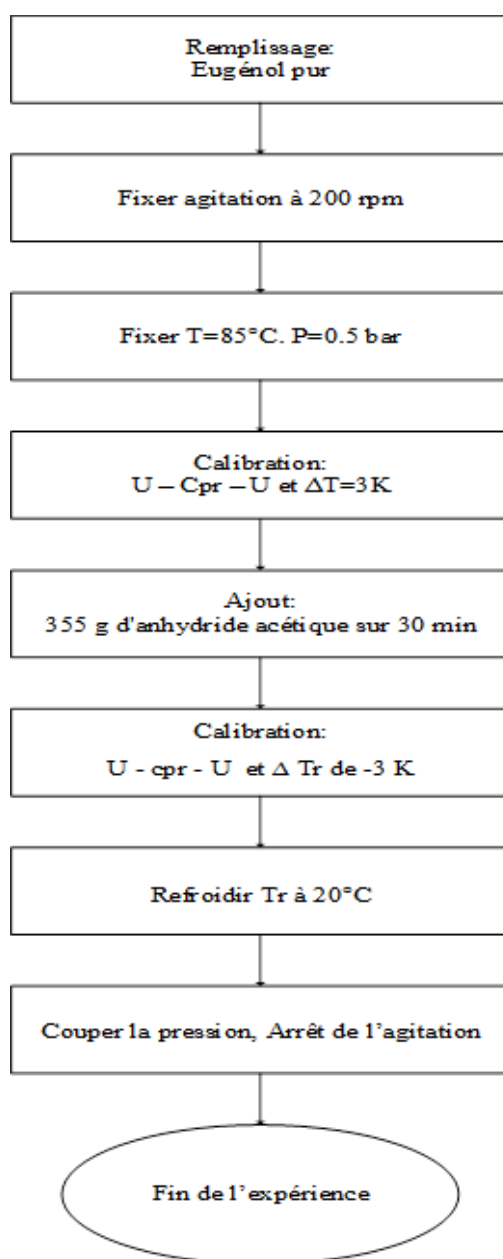 Remplissage:
Eugénol pur
Fixer agitation à 200 rpm
Fixer T=85°C. P=0.5 bar
Calibration:
U – Cpr – U et ΔT=3K
Ajout:
355 g d'anhydride acétique sur 30 min
Calibration:
U - cpr - U et Δ Tr de -3 K
Refroidir Tr à 20°C
Couper la pression, Arrêt de l'agitation
Fin de l'expérience